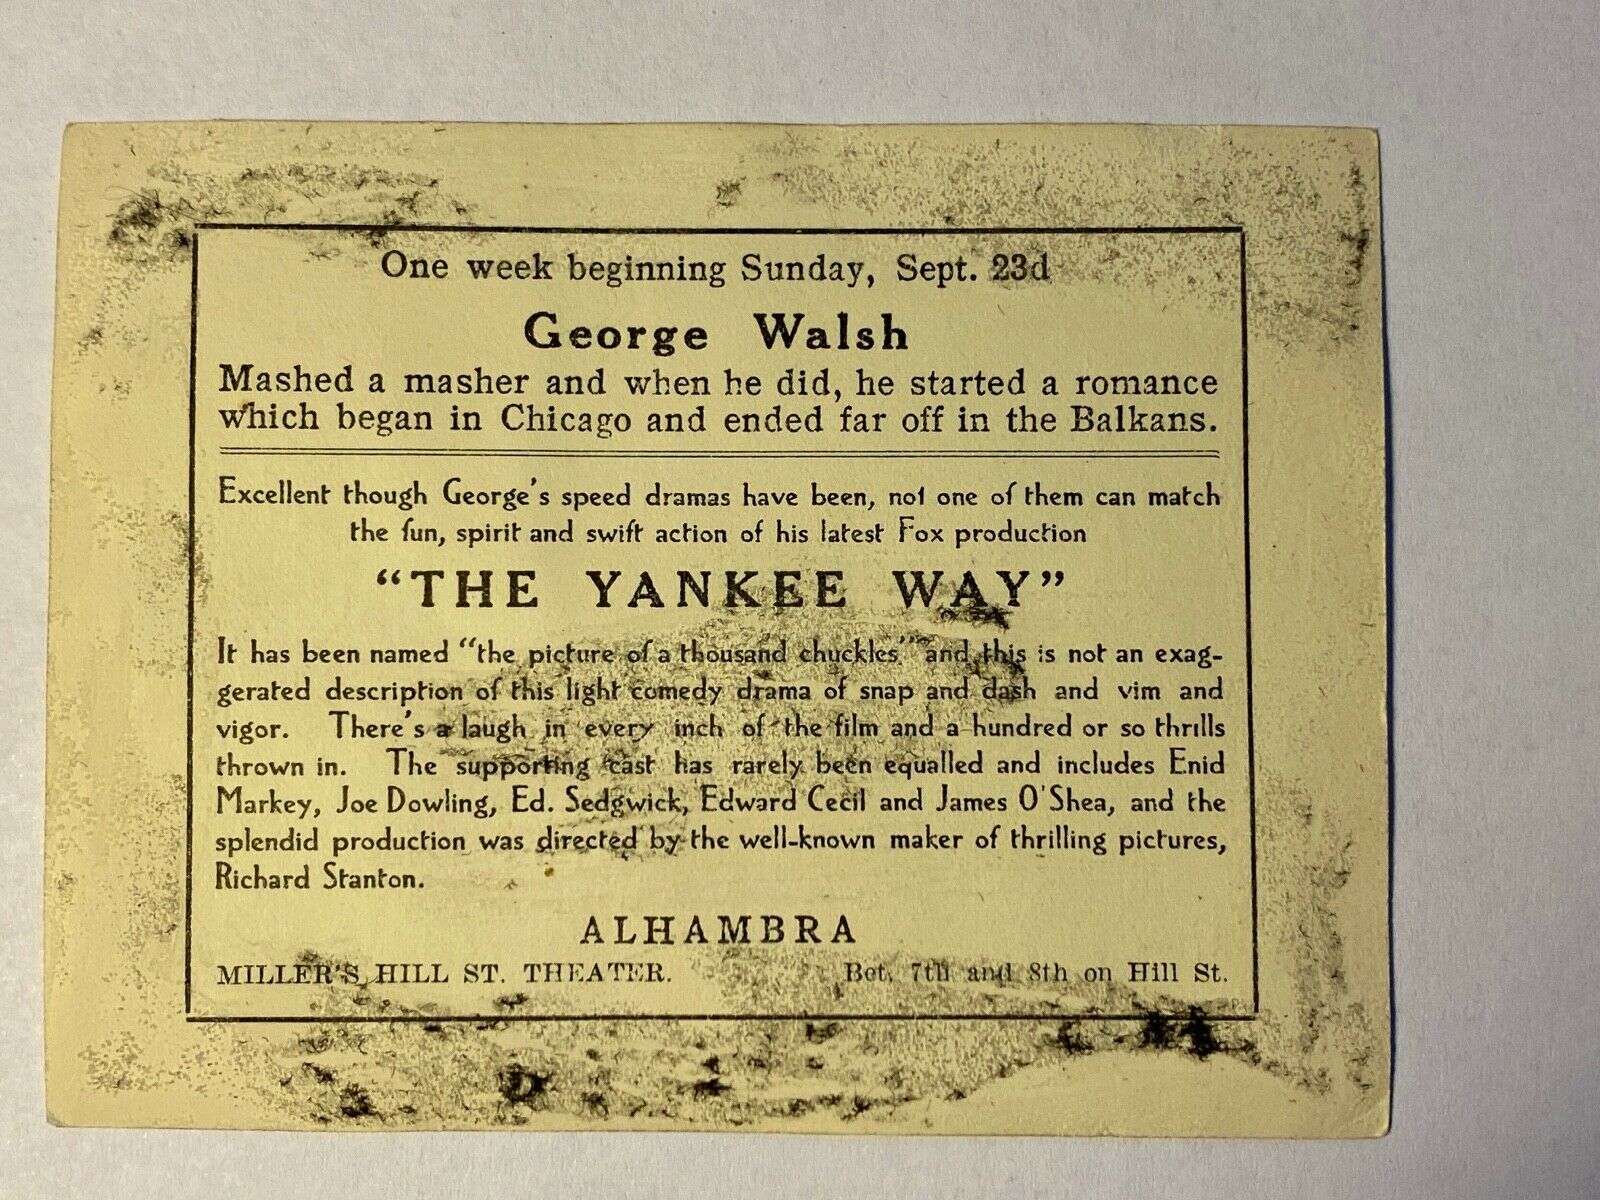 One week beginning Sunday, Sept. 23d
George Walsh
Mashed a masher and when he did, he started a romance
which began in Chicago and ended far off in the Balkans.
Excellent though George's speed dramas have been, not one of them can match
the fun, spirit and swift action of his latest Fox production
"THE YANKEE WAY"
It has been named "the picture of a thousand chuckles" and this is not an exag-
gerated description of this light comedy drama of snap and dash and vim and
vigor. There's a laugh in every inch of the film and a hundred or so thrills
thrown in. The supporting cast has rarely been equalled and includes Enid
Markey, Joe Dowling, Ed. Sedgwick, Edward Cecil and James O'Shea, and the
splendid production was directed by the well-known maker of thrilling pictures,
Richard Stanton.
ALHAMBRA
MILLER'S HILL ST. THEATER. Bet. 7th and 8th on Hill St.